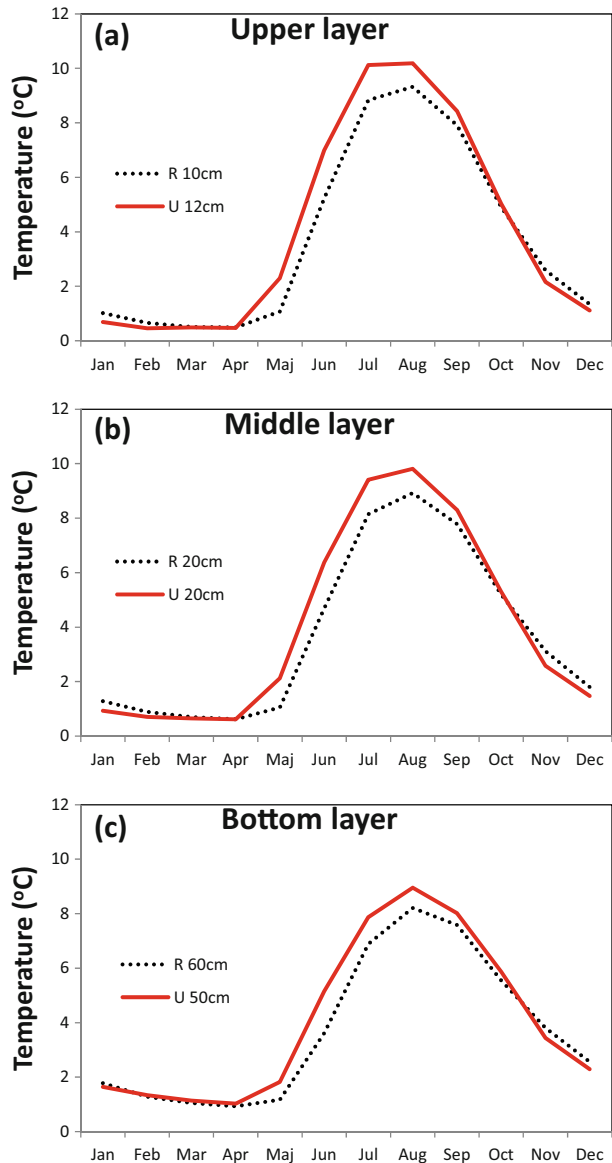 (a) Upper layer
Temperature (°C)
12
10
8
6
4
2
0
R 10cm
U 12cm
Jan Feb Mar Apr Maj Jun Jul Aug Sep Oct Nov Dec
(b) Middle layer
Temperature (°C)
12
10
8
6
4
2
0
R 20cm
U 20cm
Jan Feb Mar Apr Maj Jun Jul Aug Sep Oct Nov Dec
(c) Bottom layer
Temperature (°C)
12
10
8
6
4
2
0
R 60cm
U 50cm
Jan Feb Mar Apr Maj Jun Jul Aug Sep Oct Nov Dec